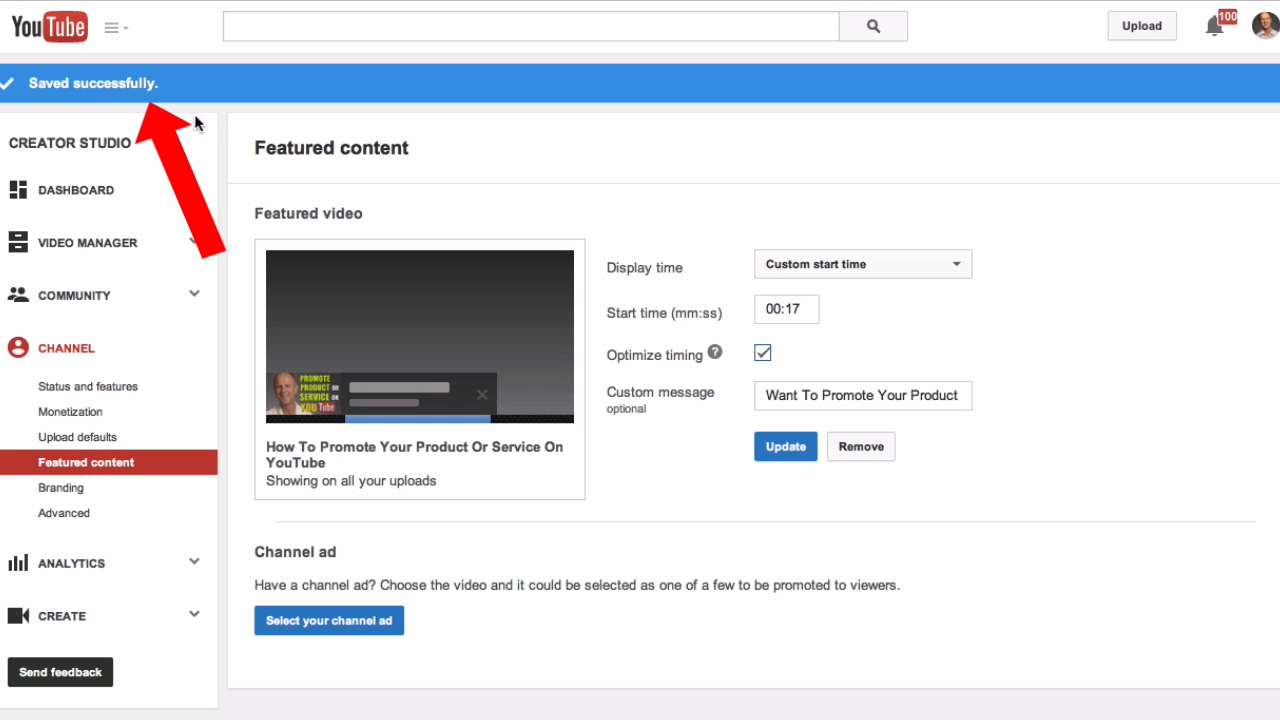 YouTube
Upload
100
Saved successfully.
CREATOR STUDIO
DASHBOARD
VIDEO MANAGER
COMMUNITY
CHANNEL
Status and features
Monetization
Upload defaults
Featured content
Branding
Advanced
ANALYTICS
CREATE
Send feedback
Featured content
Featured video
PROMOTE
PRODUCT OR
SERVICE ON
YOU Tube
How To Promote Your Product Or Service On
YouTube
Showing on all your uploads
Display time
Custom start time
Start time (mm:ss)
00:17
Optimize timing ?
Custom message
optional
Want To Promote Your Product
Update
Remove
Channel ad
Have a channel ad? Choose the video and it could be selected as one of a few to be promoted to viewers.
Select your channel ad